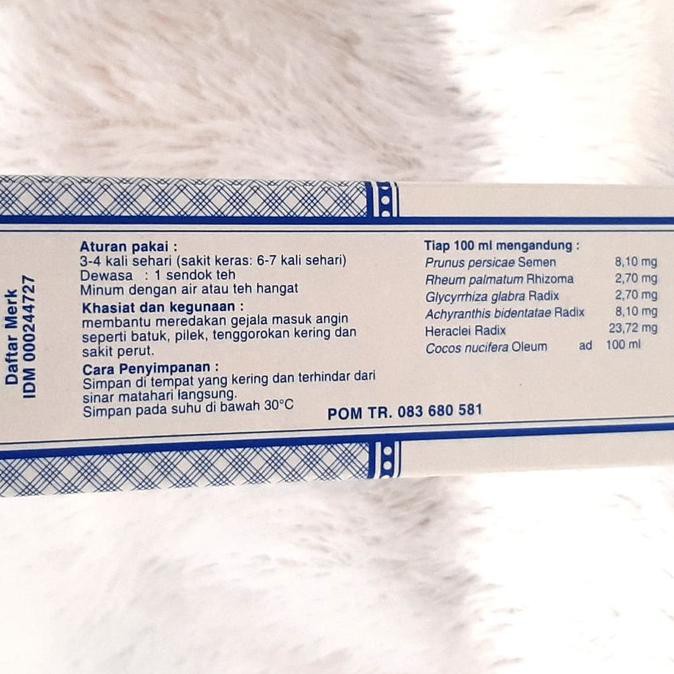 Daftar Merk
IDM 000244727
Aturan pakai :
3-4 kali sehari (sakit keras: 6-7 kali sehari)
Dewasa : 1 sendok teh
Minum dengan air atau teh hangat
Khasiat dan kegunaan :
membantu meredakan gejala masuk angin
seperti batuk, pilek, tenggorokan kering dan
sakit perut.
Cara Penyimpanan :
Simpan di tempat yang kering dan terhindar dari
sinar matahari langsung.
Simpan pada suhu di bawah 30°C
Tiap 100 ml mengandung :
Prunus persicae Semen 8,10 mg
Rheum palmatum Rhizoma 2,70 mg
Glycyrrhiza glabra Radix 2,70 mg
Achyranthis bidentatae Radix 8,10 mg
Heraclei Radix 23,72 mg
Cocos nucifera Oleum ad 100 ml
POM TR. 083 680 581